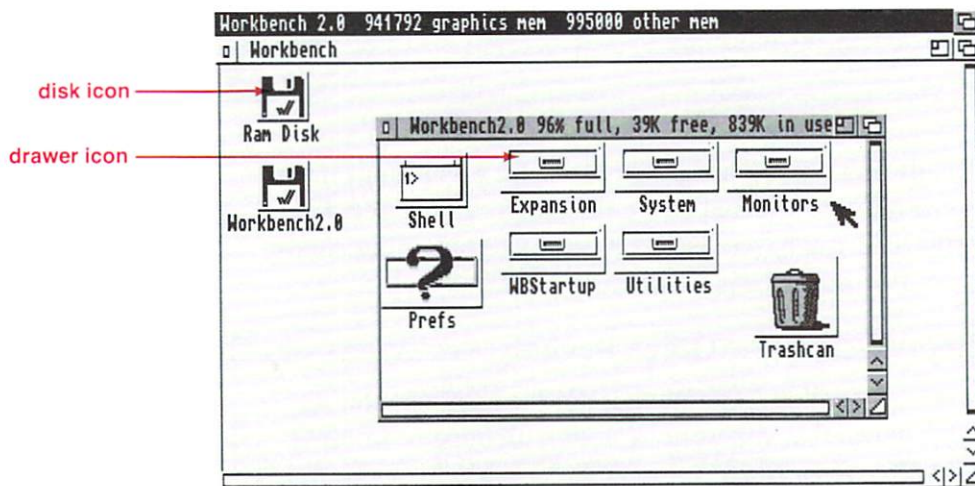 Workbench 2.0  941792 graphics mem  995000 other mem
Workbench
disk icon
Ram Disk
Workbench2.0 96% full, 39K free, 839K in use
drawer icon
1>
Shell
Expansion
System
Monitors
Workbench2.0
Prefs
WBStartup
Utilities
Trashcan